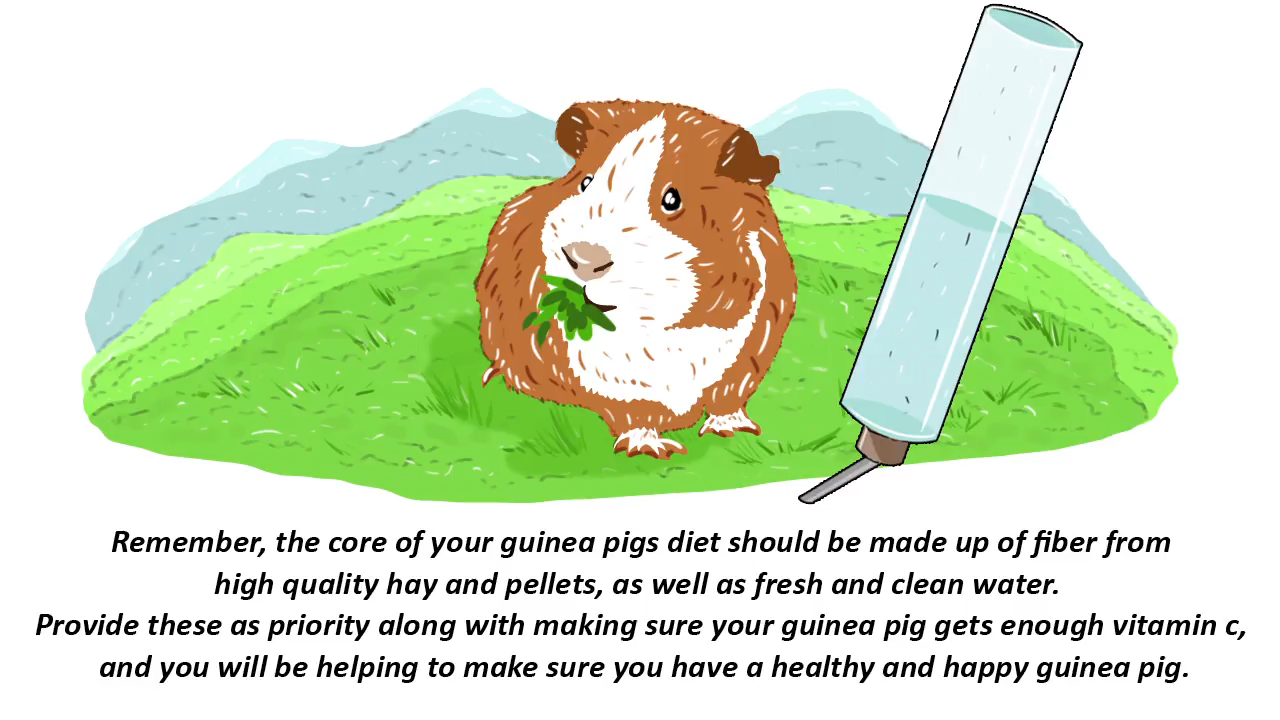 Remember, the core of your guinea pigs diet should be made up of fiber from
high quality hay and pellets, as well as fresh and clean water.
Provide these as priority along with making sure your guinea pig gets enough vitamin c,
and you will be helping to make sure you have a healthy and happy guinea pig.